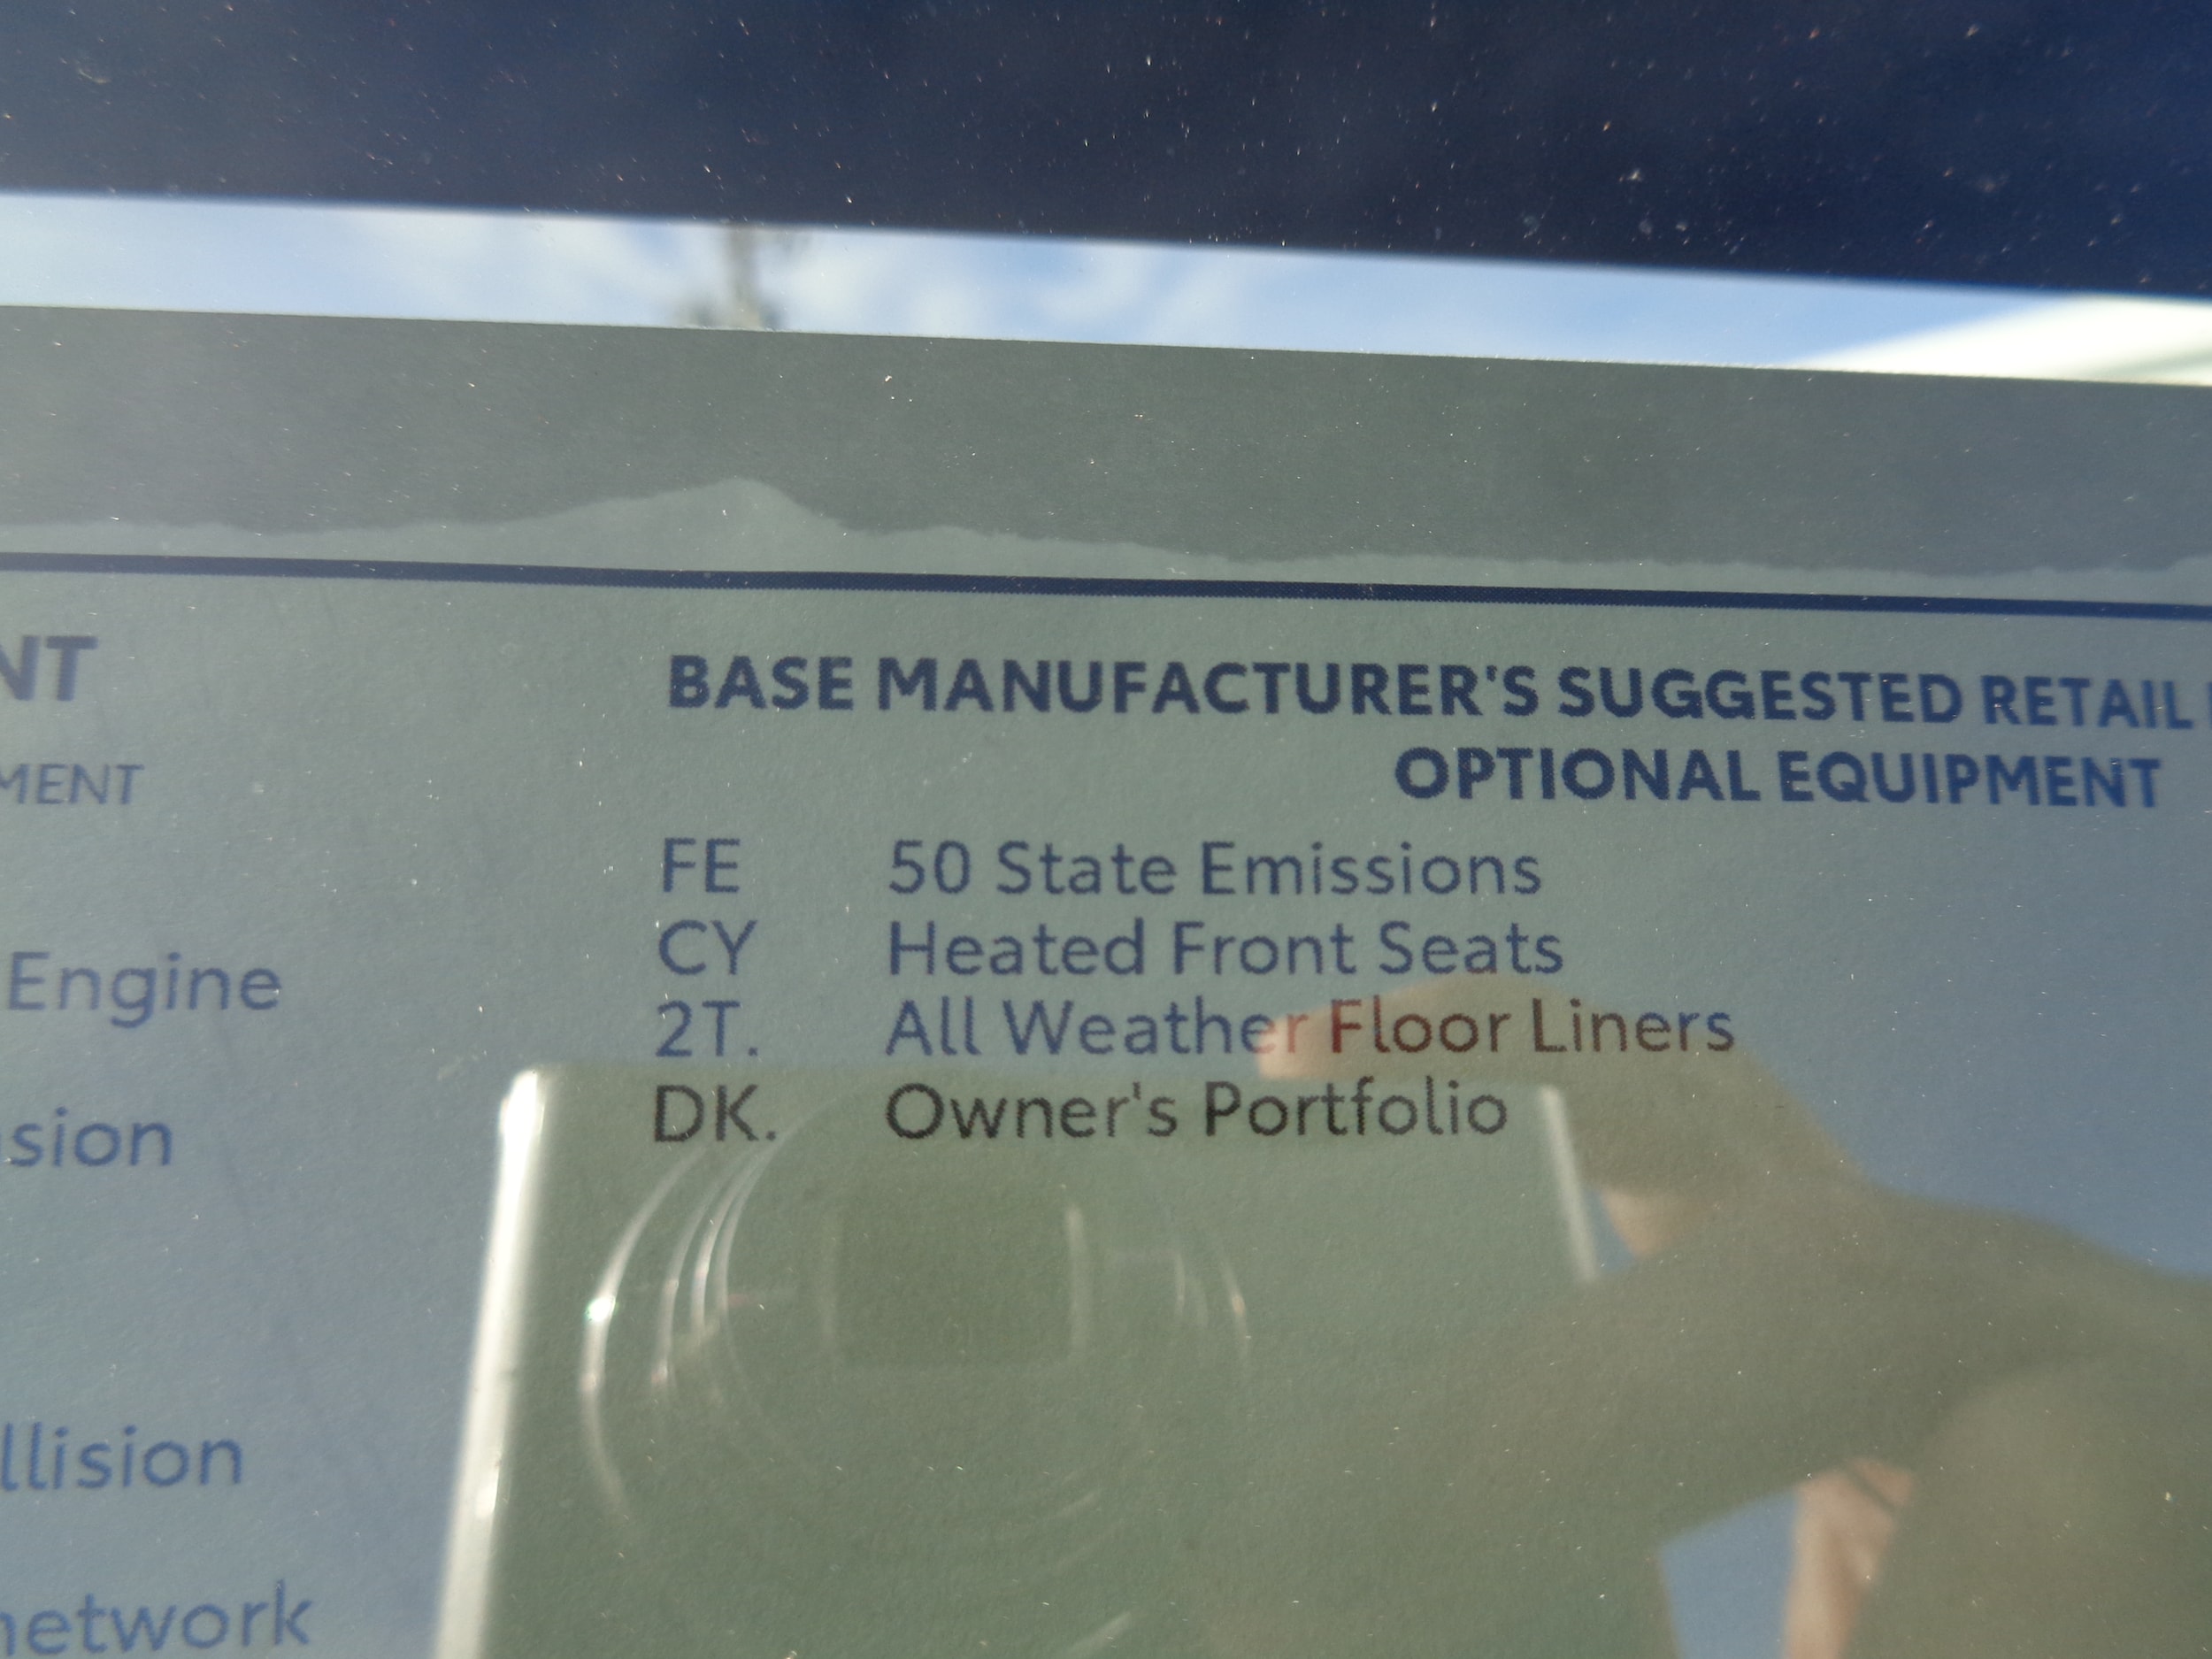 NT
MENT
Engine
sion
llision
network
BASE MANUFACTURER'S SUGGESTED RETAIL
OPTIONAL EQUIPMENT
FE 50 State Emissions
CY Heated Front Seats
2T. All Weather Floor Liners
DK. Owner's Portfolio